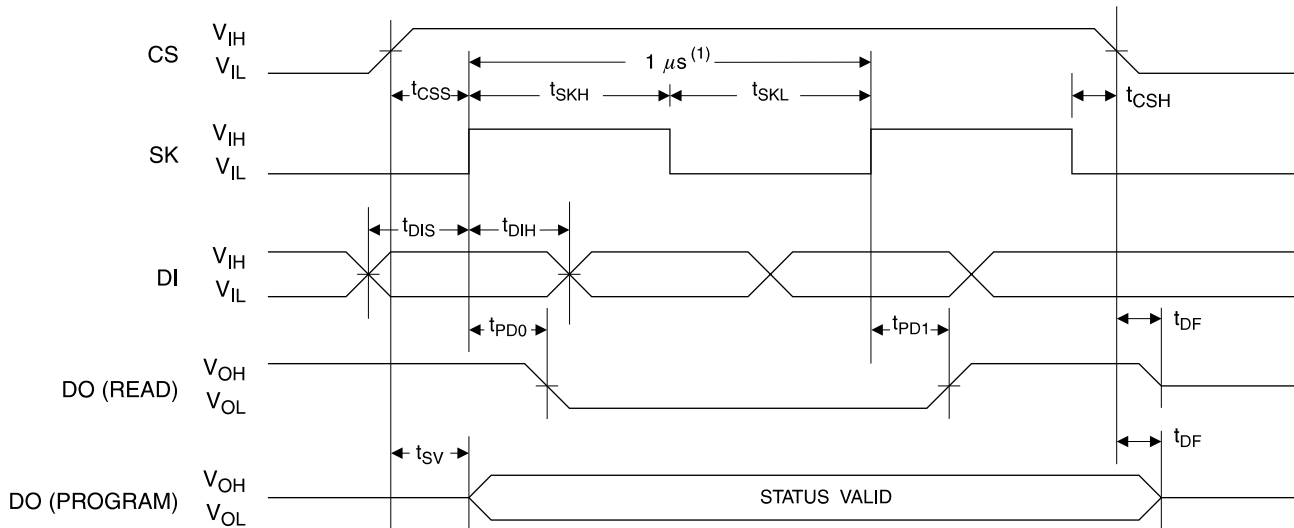 CS V_IH
V_IL
1 μs(1)
t_CSS t_SKH t_SKL t_CSH
SK V_IH
V_IL
t_DIS t_DIH
DI V_IH
V_IL
t_PD0 t_PD1 t_DF
DO (READ) V_OH
V_OL
t_SV t_DF
DO (PROGRAM) V_OH
V_OL
STATUS VALID